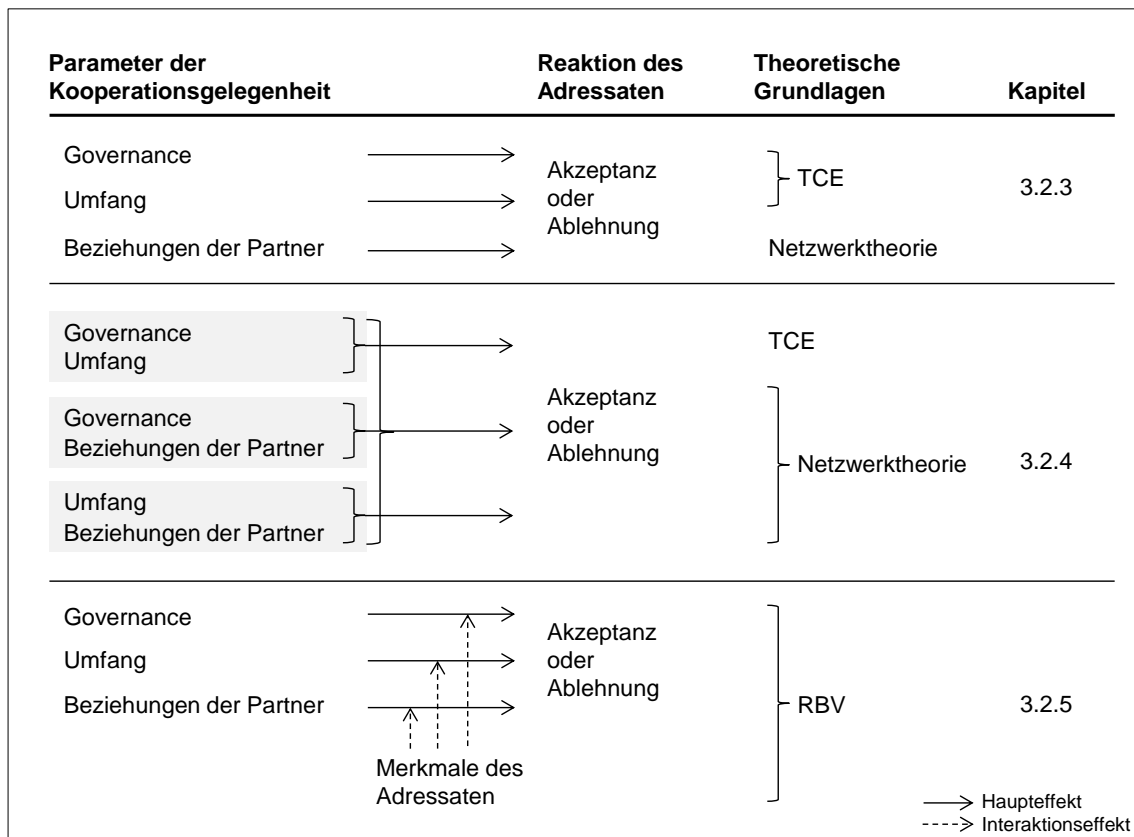 Parameter der
Kooperationsgelegenheit
Reaktion des
Adressaten
Theoretische
Grundlagen
Kapitel
Governance
Umfang
Beziehungen der Partner
Akzeptanz
oder
Ablehnung
TCE
Netzwerktheorie
3.2.3
Governance
Umfang
Governance
Beziehungen der Partner
Umfang
Beziehungen der Partner
Akzeptanz
oder
Ablehnung
TCE
Netzwerktheorie
3.2.4
Governance
Umfang
Beziehungen der Partner
Merkmale des
Adressaten
Akzeptanz
oder
Ablehnung
RBV
3.2.5
Haupteffekt
Interaktionseffekt